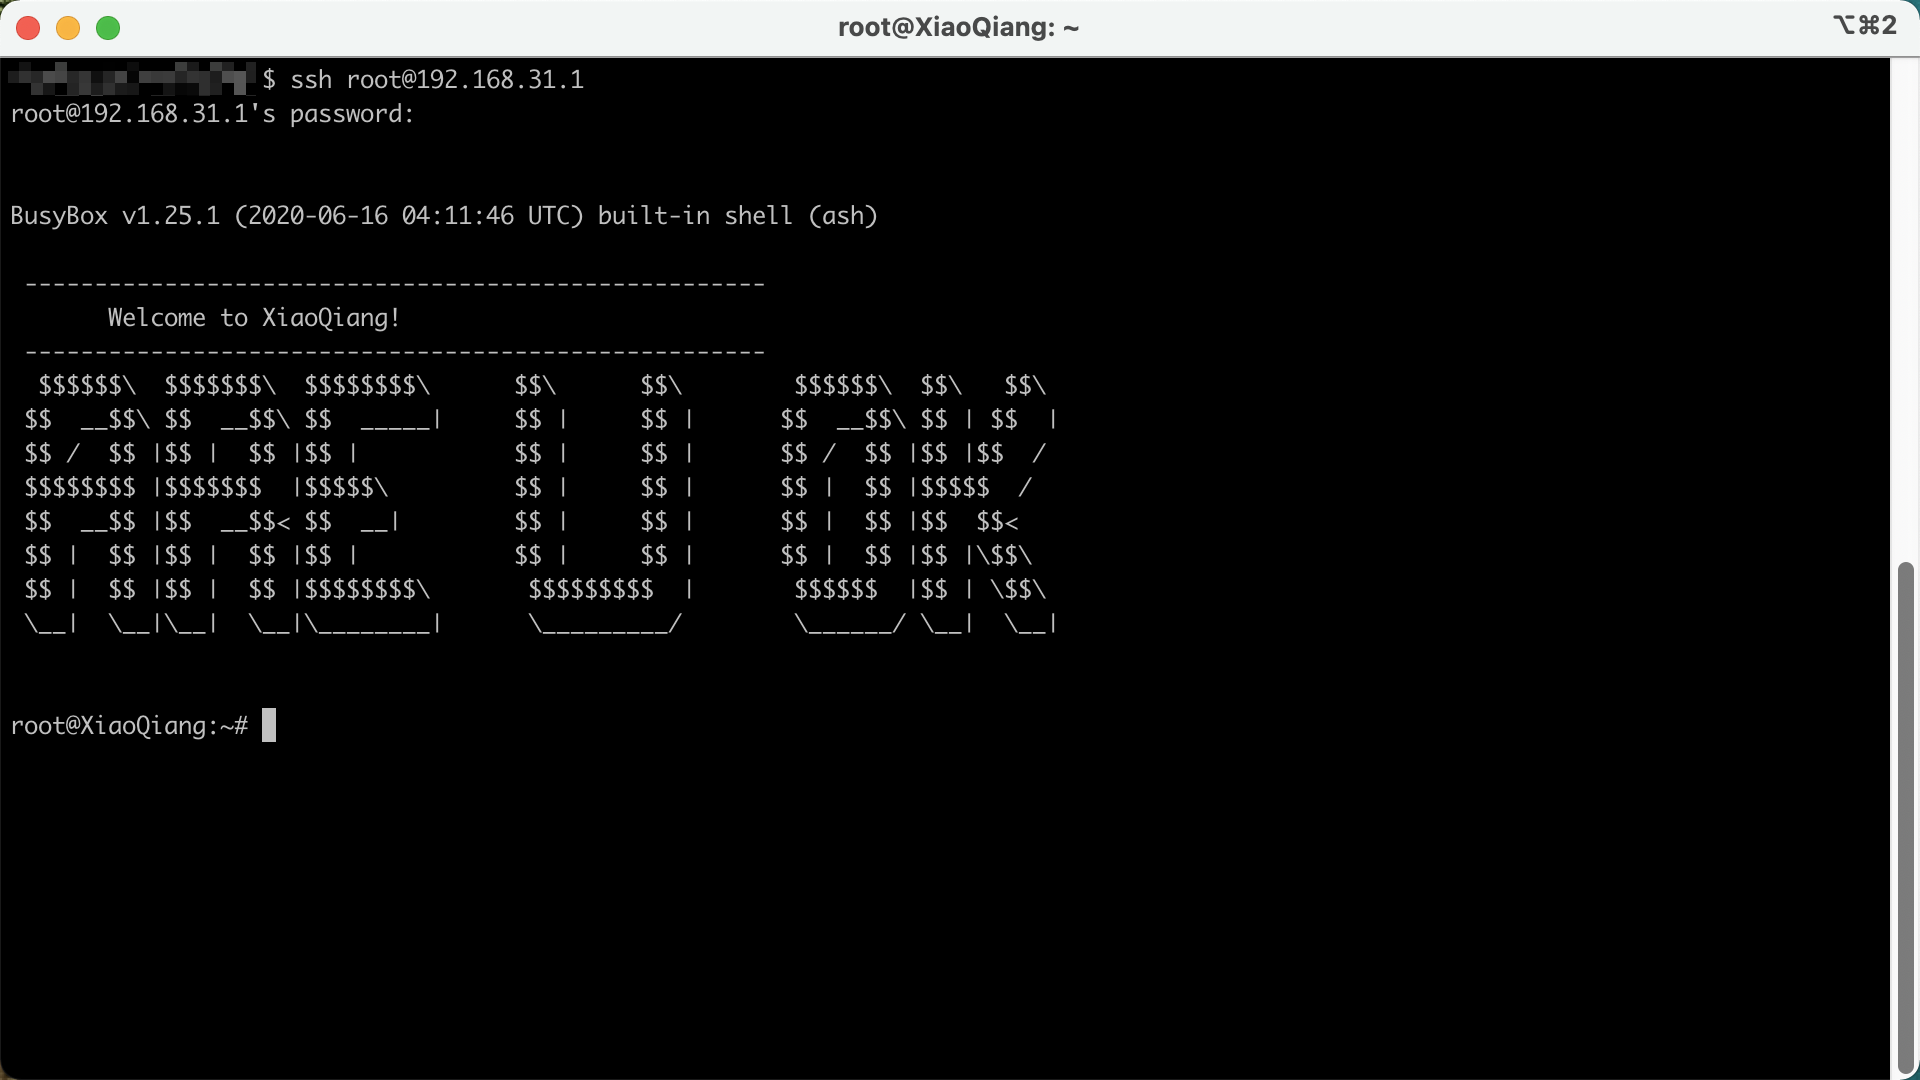 root@XiaoQiang: ~
⌥⌘2
$ ssh root@192.168.31.1
root@192.168.31.1's password:
BusyBox v1.25.1 (2020-06-16 04:11:46 UTC) built-in shell (ash)
 -----------------------------------------------------
       Welcome to XiaoQiang!
 -----------------------------------------------------
  $$$$$$\  $$$$$$$\  $$$$$$$$\      $$\      $$\        $$$$$$\  $$\   $$\
 $$  __$$\ $$  __$$\ $$  _____|     $$ |     $$ |      $$  __$$\ $$ | $$  |
 $$ /  $$ |$$ |  $$ |$$ |           $$ |     $$ |      $$ /  $$ |$$ |$$  /
 $$$$$$$$ |$$$$$$$  |$$$$$\         $$ |     $$ |      $$ |  $$ |$$$$$  /
 $$  __$$ |$$  __$$< $$  __|        $$ |     $$ |      $$ |  $$ |$$  $$<
 $$ |  $$ |$$ |  $$ |$$ |           $$ |     $$ |      $$ |  $$ |$$ |\$$\
 $$ |  $$ |$$ |  $$ |$$$$$$$$\       $$$$$$$$$  |       $$$$$$  |$$ | \$$\
 \__|  \__|\__|  \__|\________|      \_________/        \______/ \__|  \__|
root@XiaoQiang:~#